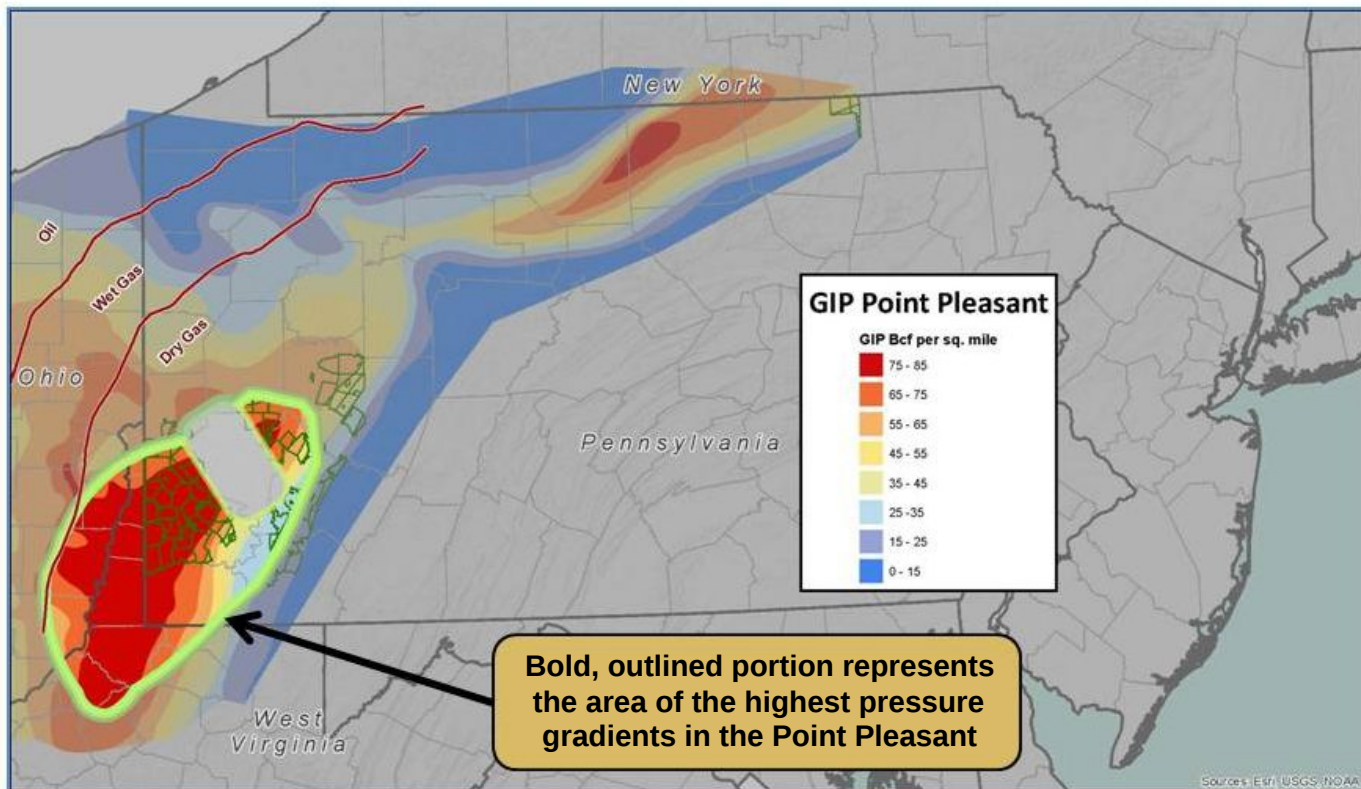 New York
Oil
Wet Gas
Dry Gas
Ohio
Pennsylvania
West
Virginia
GIP Point Pleasant
GIP Bcf per sq. mile
75 - 85
65 - 75
55 - 65
45 - 55
35 - 45
25 -35
15 - 25
0 - 15
Bold, outlined portion represents
the area of the highest pressure
gradients in the Point Pleasant
Sources: Esri, USGS, NOAA